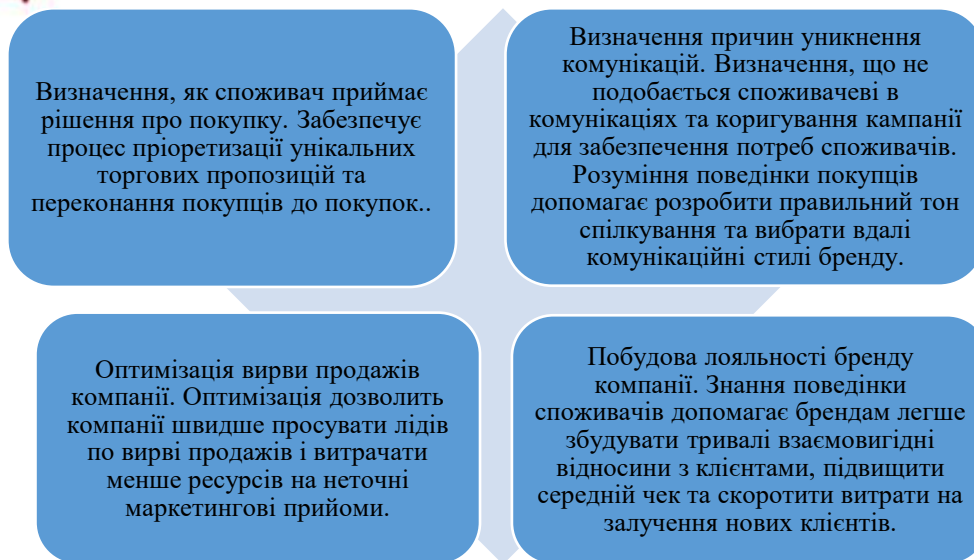 Визначення, як споживач приймає
рішення про покупку. Забезпечує
процес пріоретизації унікальних
торгових пропозицій та
переконання покупців до покупок..
Визначення причин уникнення
комунікацій. Визначення, що не
подобається споживачеві в
комунікаціях та коригування кампанії
для забезпечення потреб споживачів.
Розуміння поведінки покупців
допомагає розробити правильний тон
спілкування та вибрати вдалі
комунікаційні стилі бренду.
Оптимізація вирви продажів
компанії. Оптимізація дозволить
компанії швидше просувати лідів
по вирві продажів і витрачати
менше ресурсів на неточні
маркетингові прийоми.
Побудова лояльності бренду
компанії. Знання поведінки
споживачів допомагає брендам легше
збудувати тривалі взаємовигідні
відносини з клієнтами, підвищити
середній чек та скоротити витрати на
залучення нових клієнтів.